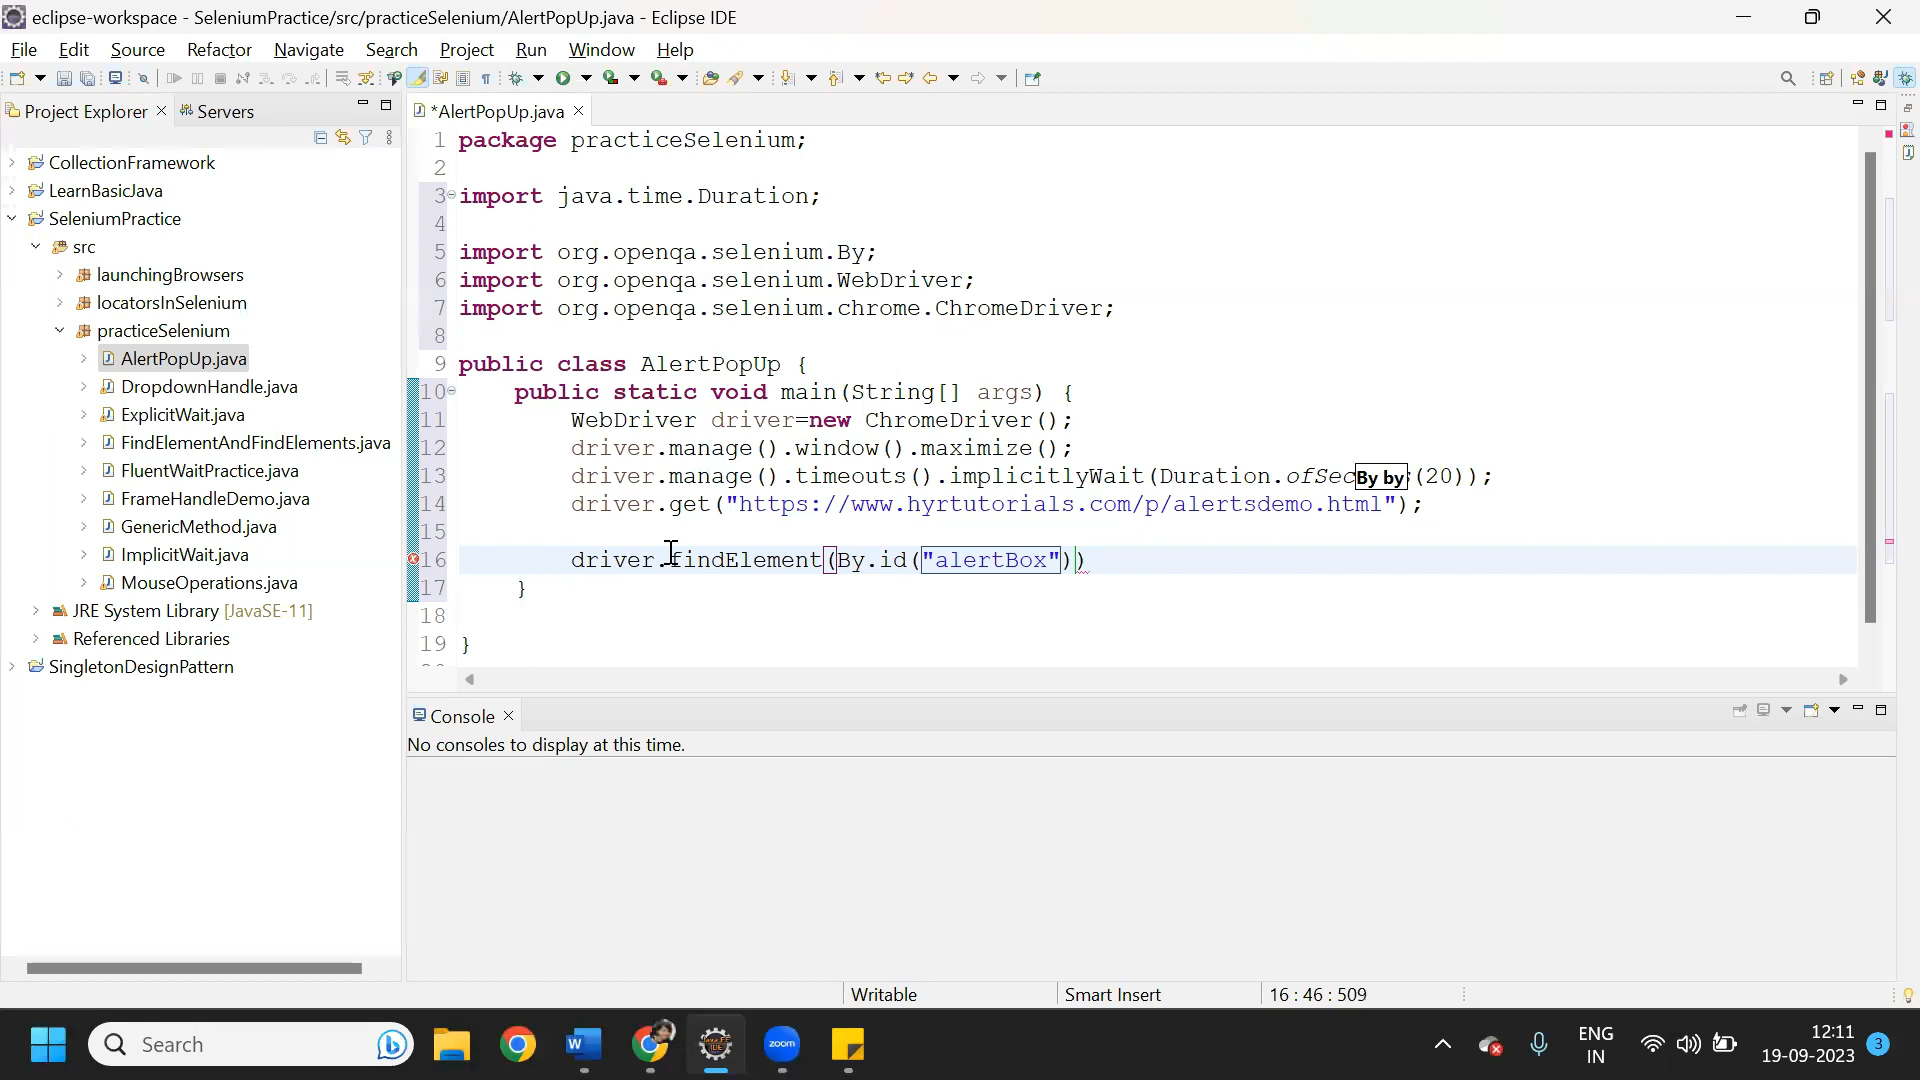 eclipse-workspace - SeleniumPractice/src/practiceSelenium/AlertPopUp.java - Eclipse IDE
File Edit Source Refactor Navigate Search Project Run Window Help
Project Explorer Servers
*AlertPopUp.java
CollectionFramework
LearnBasicJava
SeleniumPractice
src
launchingBrowsers
locatorsInSelenium
practiceSelenium
AlertPopUp.java
DropdownHandle.java
ExplicitWait.java
FindElementAndFindElements.java
FluentWaitPractice.java
FrameHandleDemo.java
GenericMethod.java
ImplicitWait.java
MouseOperations.java
JRE System Library [JavaSE-11]
Referenced Libraries
SingletonDesignPattern
1 package practiceSelenium;
2
3 import java.time.Duration;
4
5 import org.openqa.selenium.By;
6 import org.openqa.selenium.WebDriver;
7 import org.openqa.selenium.chrome.ChromeDriver;
8
9 public class AlertPopUp {
10 public static void main(String[] args) {
11 WebDriver driver=new ChromeDriver();
12 driver.manage().window().maximize();
13 driver.manage().timeouts().implicitlyWait(Duration.ofSec By by (20));
14 driver.get("https://www.hyrtutorials.com/p/alertsdemo.html");
15
16 driver.findElement(By.id("alertBox"))
17 }
18
19 }
Console
No consoles to display at this time.
Writable Smart Insert 16 : 46 : 509
Search
zoom
ENG
IN
12:11
19-09-2023
3